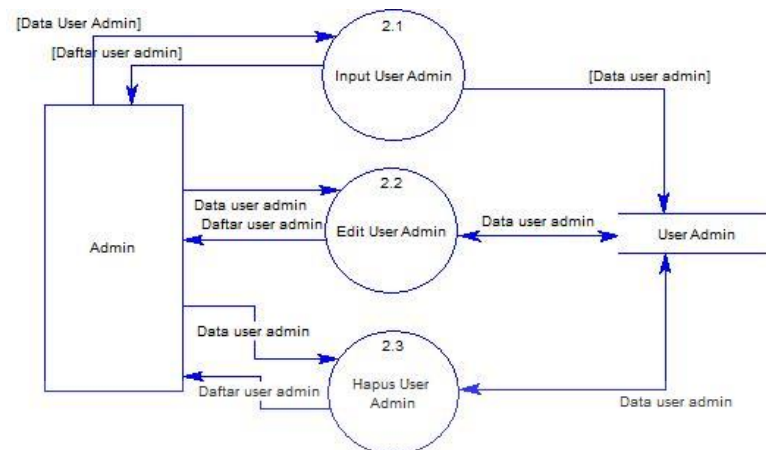 [Data User Admin]
2.1
[Daftar user admin]
Input User Admin
[Data user admin]
2.2
Data user admin
Daftar user admin
Edit User Admin
Data user admin
User Admin
Admin
Data user admin
2.3
Hapus User
Admin
Daftar user admin
Data user admin